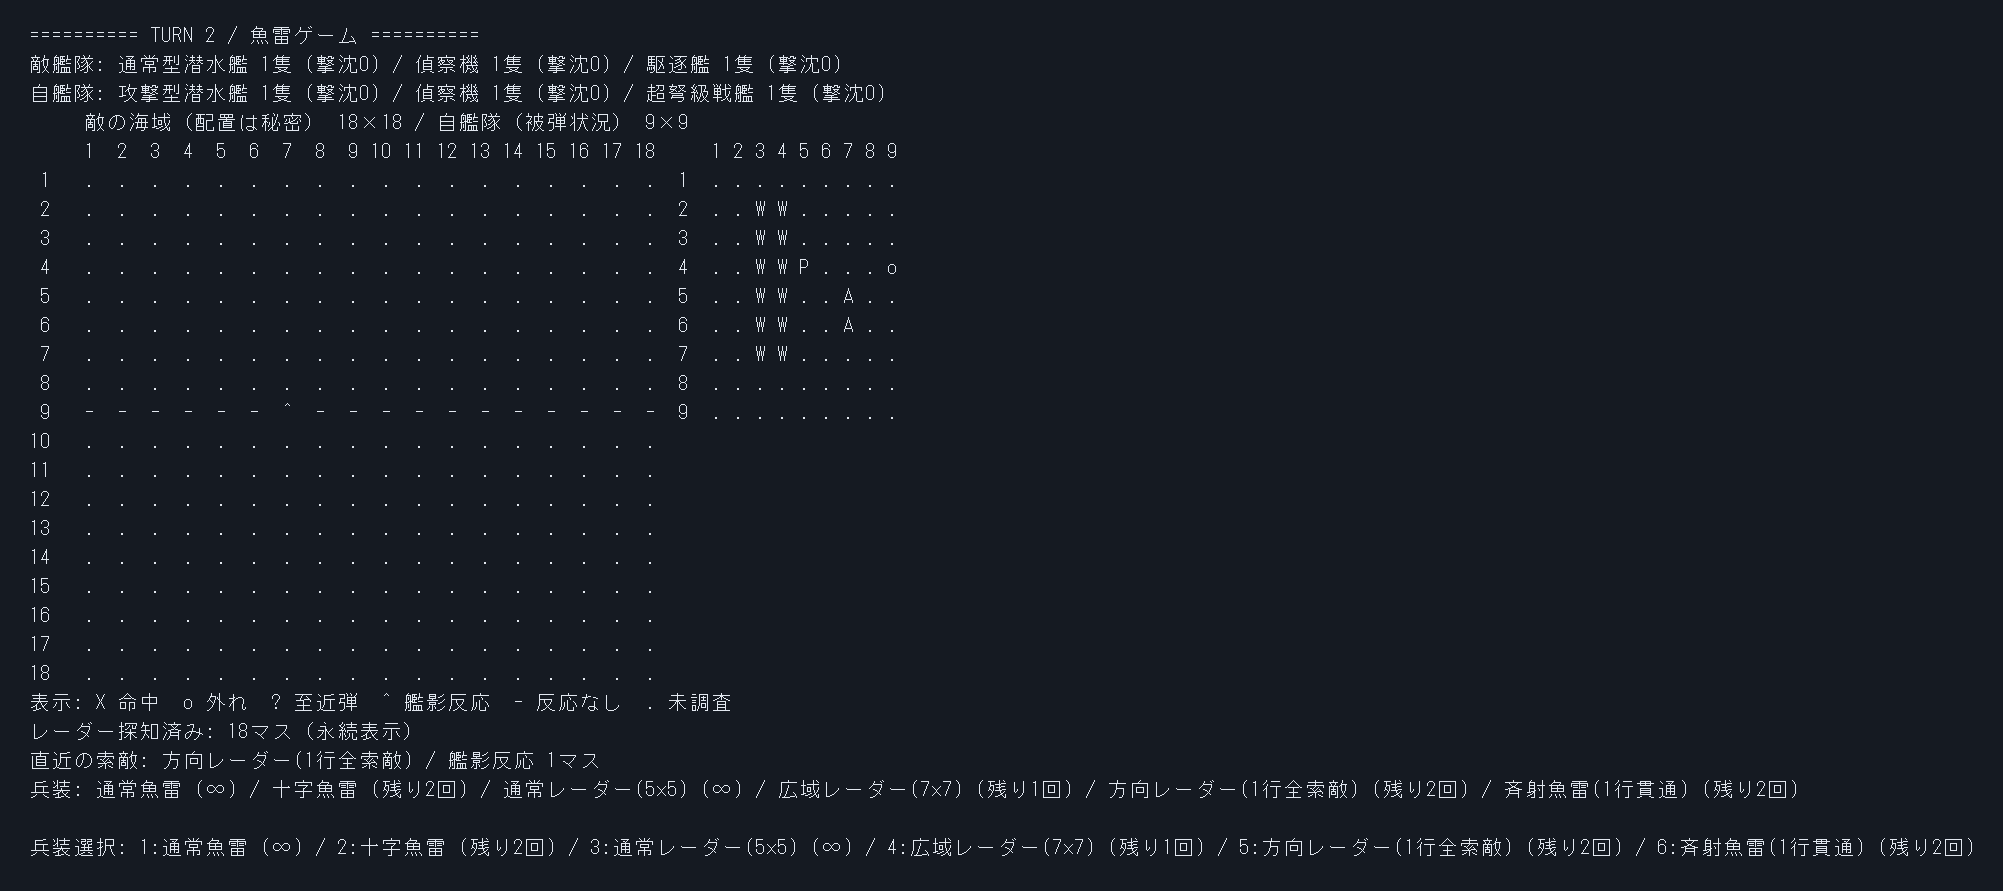 ========== TURN 2 / 魚雷ゲーム ==========
敵艦隊: 通常型潜水艦 1隻 (撃沈0) / 偵察機 1隻 (撃沈0) / 駆逐艦 1隻 (撃沈0)
自艦隊: 攻撃型潜水艦 1隻 (撃沈0) / 偵察機 1隻 (撃沈0) / 超弩級戦艦 1隻 (撃沈0)
敵の海域 (配置は秘密) 18×18 / 自艦隊 (被弾状況) 9×9
1 2 3 4 5 6 7 8 9 10 11 12 13 14 15 16 17 18 1 2 3 4 5 6 7 8 9
1 . . . . . . . . . . . . . . . . . . 1 . . . . . . . . .
2 . . . . . . . . . . . . . . . . . . 2 . . W W . . . . .
3 . . . . . . . . . . . . . . . . . . 3 . . W W . . . . .
4 . . . . . . . . . . . . . . . . . . 4 . . W W P . . . o
5 . . . . . . . . . . . . . . . . . . 5 . . W W . . A . .
6 . . . . . . . . . . . . . . . . . . 6 . . W W . . A . .
7 . . . . . . . . . . . . . . . . . . 7 . . W W . . . . .
8 . . . . . . . . . . . . . . . . . . 8 . . . . . . . . .
9 - - - - - - ^ - - - - - - - - - - - 9 . . . . . . . . .
10 . . . . . . . . . . . . . . . . . .
11 . . . . . . . . . . . . . . . . . .
12 . . . . . . . . . . . . . . . . . .
13 . . . . . . . . . . . . . . . . . .
14 . . . . . . . . . . . . . . . . . .
15 . . . . . . . . . . . . . . . . . .
16 . . . . . . . . . . . . . . . . . .
17 . . . . . . . . . . . . . . . . . .
18 . . . . . . . . . . . . . . . . . .
表示: X 命中 o 外れ ? 至近弾 ^ 艦影反応 - 反応なし . 未調査
レーダー探知済み: 18マス (永続表示)
直近の索敵: 方向レーダー(1行全索敵) / 艦影反応 1マス
兵装: 通常魚雷 (∞) / 十字魚雷 (残り2回) / 通常レーダー(5x5) (∞) / 広域レーダー(7x7) (残り1回) / 方向レーダー(1行全索敵) (残り2回) / 斉射魚雷(1行貫通) (残り2回)
兵装選択: 1:通常魚雷 (∞) / 2:十字魚雷 (残り2回) / 3:通常レーダー(5x5) (∞) / 4:広域レーダー(7x7) (残り1回) / 5:方向レーダー(1行全索敵) (残り2回) / 6:斉射魚雷(1行貫通) (残り2回)